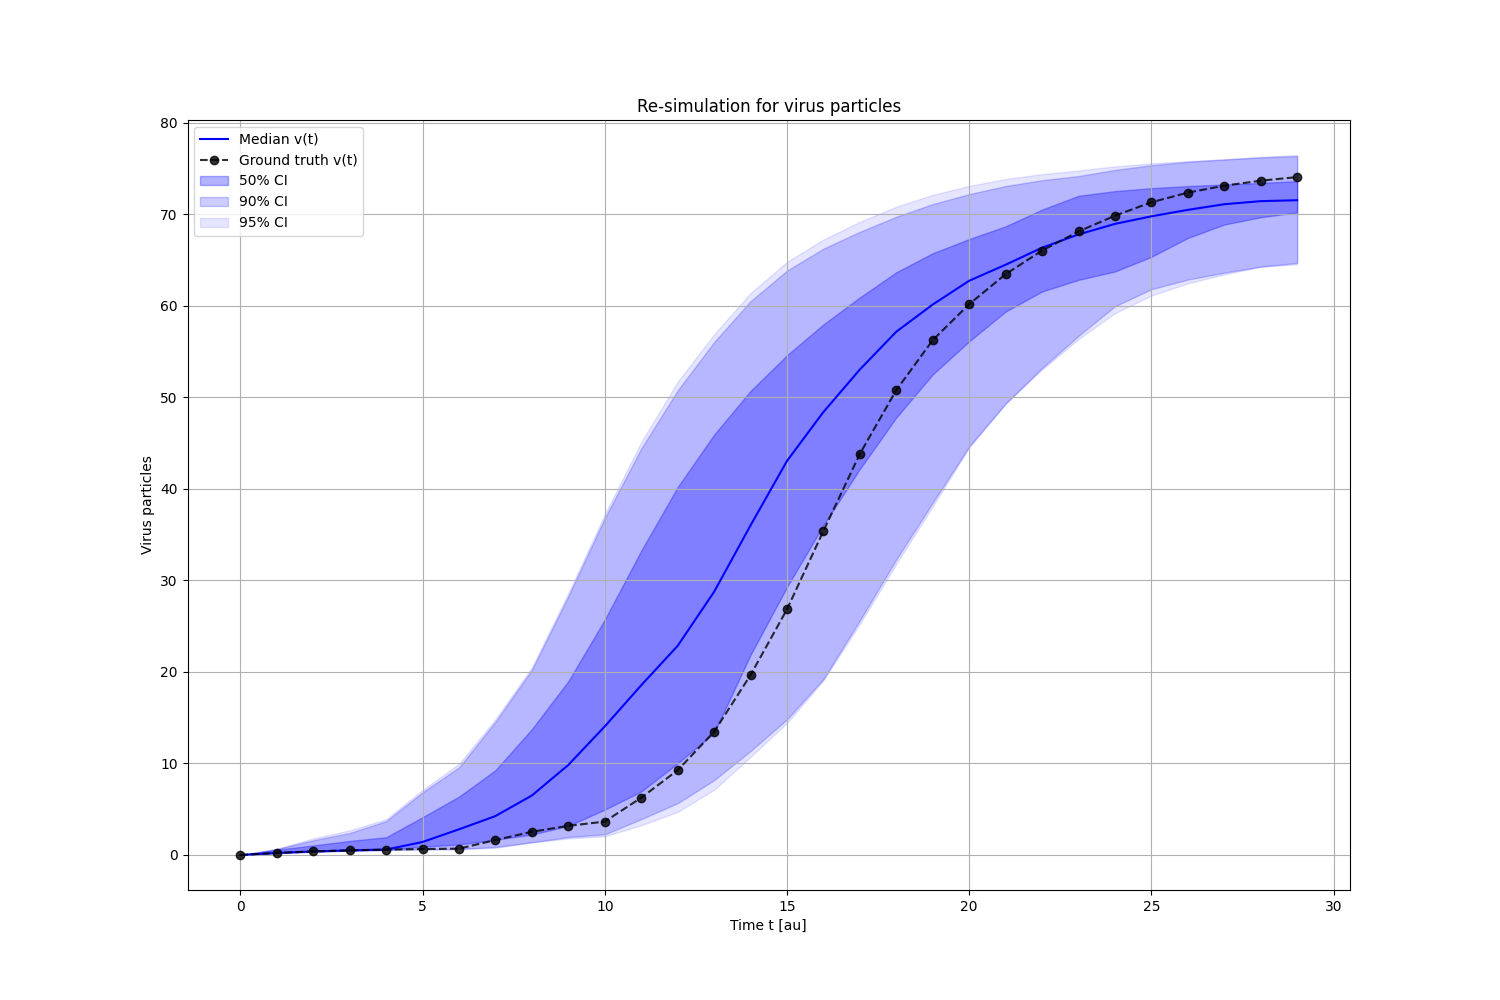 Re-simulation for virus particles
Median v(t)
Ground truth v(t)
50% CI
90% CI
95% CI
Virus particles
80
70
60
50
40
30
20
10
0
0 5 10 15 20 25 30
Time t [au]